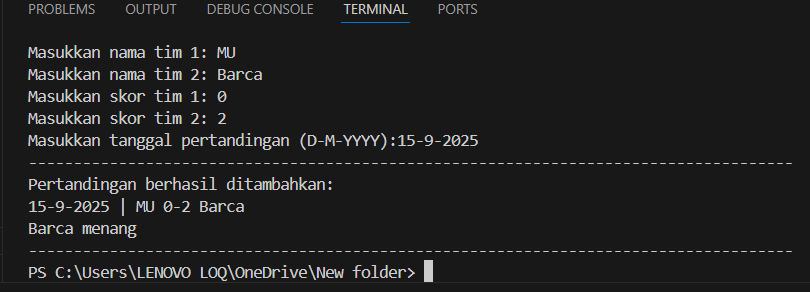 PROBLEMS OUTPUT DEBUG CONSOLE TERMINAL PORTS
Masukkan nama tim 1: MU
Masukkan nama tim 2: Barca
Masukkan skor tim 1: 0
Masukkan skor tim 2: 2
Masukkan tanggal pertandingan (D-M-YYYY):15-9-2025
------------------------------------------------------------------------------------
Pertandingan berhasil ditambahkan:
15-9-2025 | MU 0-2 Barca
Barca menang
------------------------------------------------------------------------------------
PS C:\Users\LENOVO LOQ\OneDrive\New folder>